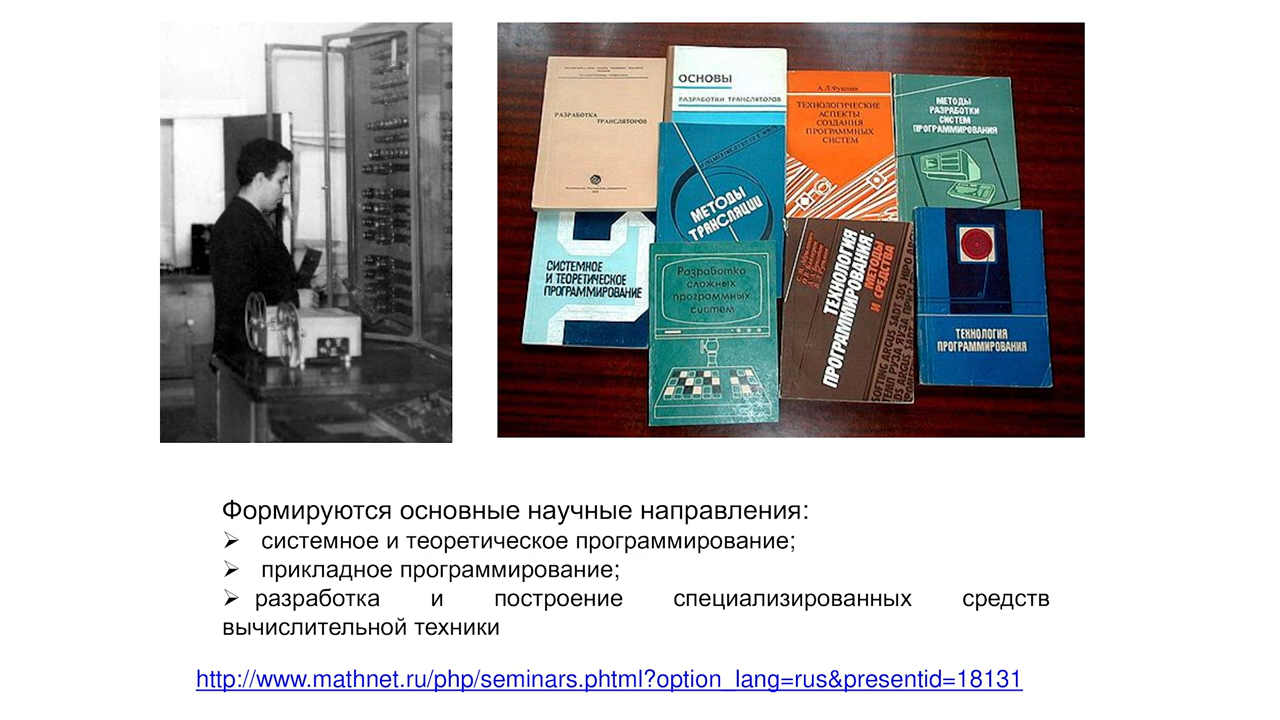 РАЗРАБОТКА
ТРАНСЛЯТОРОВ
ОСНОВЫ
РАЗРАБОТКИ ТРАНСЛЯТОРОВ
А. Л. Фуксман
ТЕХНОЛОГИЧЕСКИЕ
АСПЕКТЫ
СОЗДАНИЯ
ПРОГРАММНЫХ
СИСТЕМ
МЕТОДЫ
РАЗРАБОТКИ
СИСТЕМ
ПРОГРАММИРОВАНИЯ
МЕТОДЫ
ТРАНСЛЯЦИИ
СИСТЕМНОЕ
И ТЕОРЕТИЧЕСКОЕ
ПРОГРАММИРОВАНИЕ
Разработка
сложных
программных
систем
ТЕХНОЛОГИЯ
ПРОГРАММИРОВАНИЯ:
МЕТОДЫ
И СРЕДСТВА
ТЕХНОЛОГИЯ
ПРОГРАММИРОВАНИЯ
Формируются основные научные направления:
➢ системное и теоретическое программирование;
➢ прикладное программирование;
➢ разработка и построение специализированных средств
вычислительной техники
http://www.mathnet.ru/php/seminars.phtml?option_lang=rus&presentid=18131